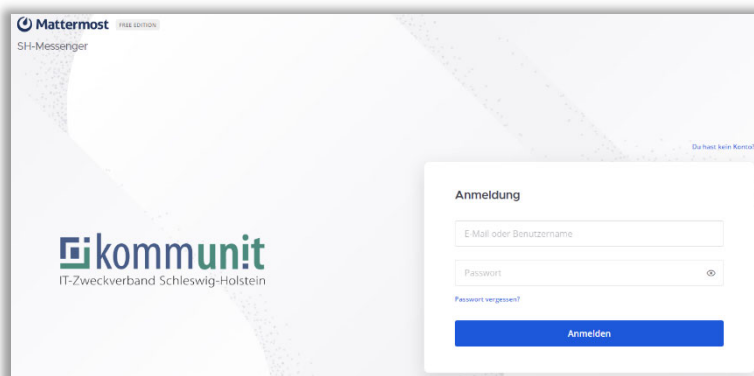 Mattermost FREE EDITION
SH-Messenger
Du hast kein Konto?
Anmeldung
E-Mail oder Benutzername
kommun!t
IT-Zweckverband Schleswig-Holstein
Passwort
Passwort vergessen?
Anmelden